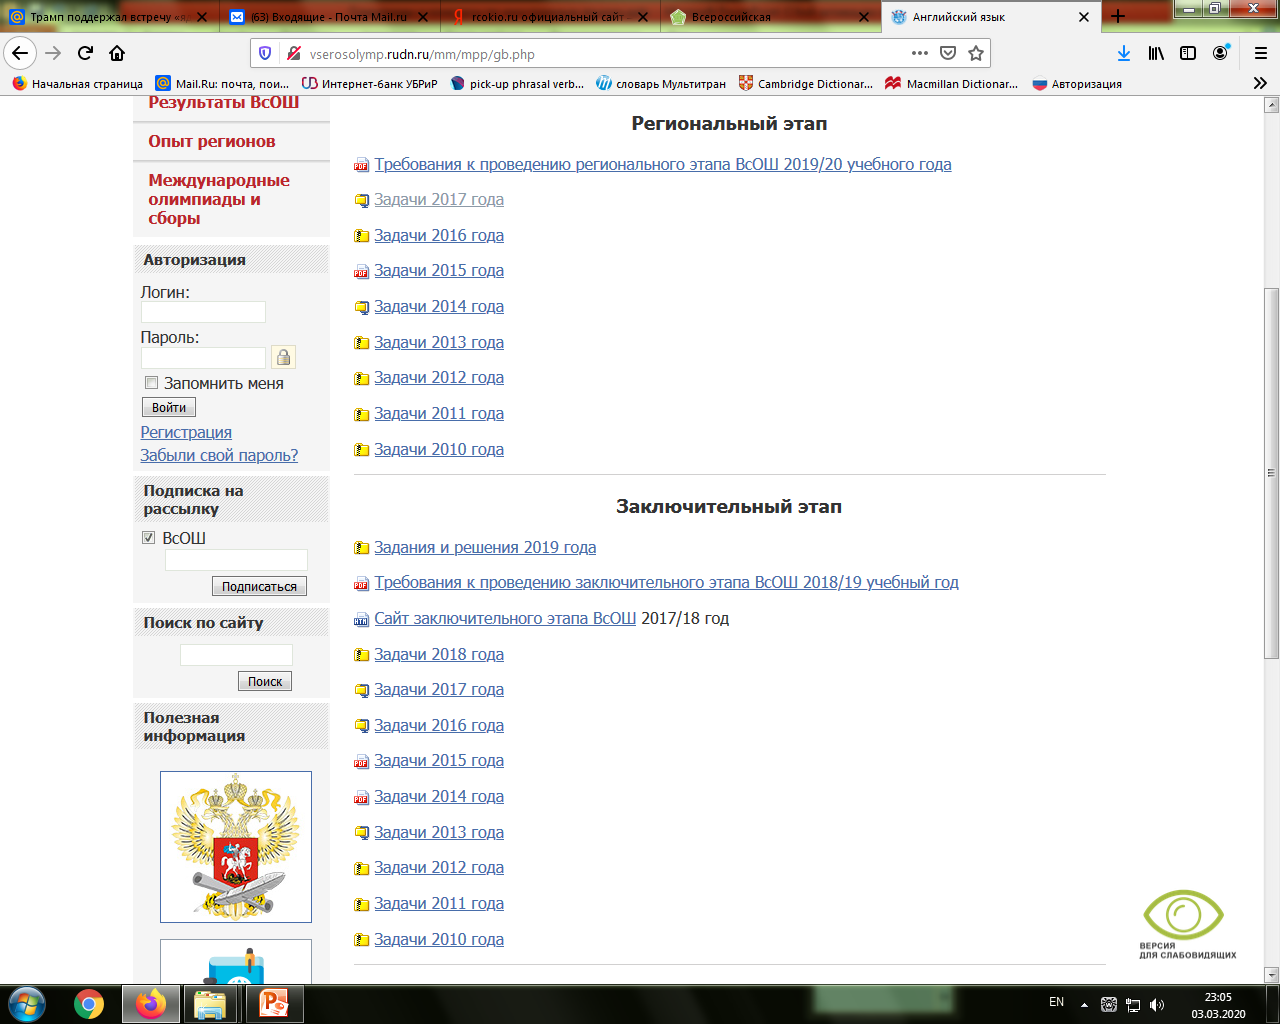 Трамп поддержал встречу «яд
(63) Входящие - Почта Mail.ru
rcokio.ru официальный сайт
Всероссийская
Английский язык
vserosolymp.rudn.ru/mm/mpp/gb.php
Начальная страница
Mail.Ru: почта, пои...
Интернет-банк УБРиР
pick-up phrasal verb...
словарь Мультитран
Cambridge Dictionar...
Macmillan Dictionar...
Авторизация
Результаты ВсОШ
Опыт регионов
Международные
олимпиады и
сборы
Авторизация
Логин:
Пароль:
Запомнить меня
Войти
Регистрация
Забыли свой пароль?
Подписка на
рассылку
ВсОШ
Подписаться
Поиск по сайту
Поиск
Полезная
информация
Региональный этап
Требования к проведению регионального этапа ВсОШ 2019/20 учебного года
Задачи 2017 года
Задачи 2016 года
Задачи 2015 года
Задачи 2014 года
Задачи 2013 года
Задачи 2012 года
Задачи 2011 года
Задачи 2010 года
Заключительный этап
Задания и решения 2019 года
Требования к проведению заключительного этапа ВсОШ 2018/19 учебный год
Сайт заключительного этапа ВсОШ 2017/18 год
Задачи 2018 года
Задачи 2017 года
Задачи 2016 года
Задачи 2015 года
Задачи 2014 года
Задачи 2013 года
Задачи 2012 года
Задачи 2011 года
Задачи 2010 года
ВЕРСИЯ
ДЛЯ СЛАБОВИДЯЩИХ
EN
23:05
03.03.2020